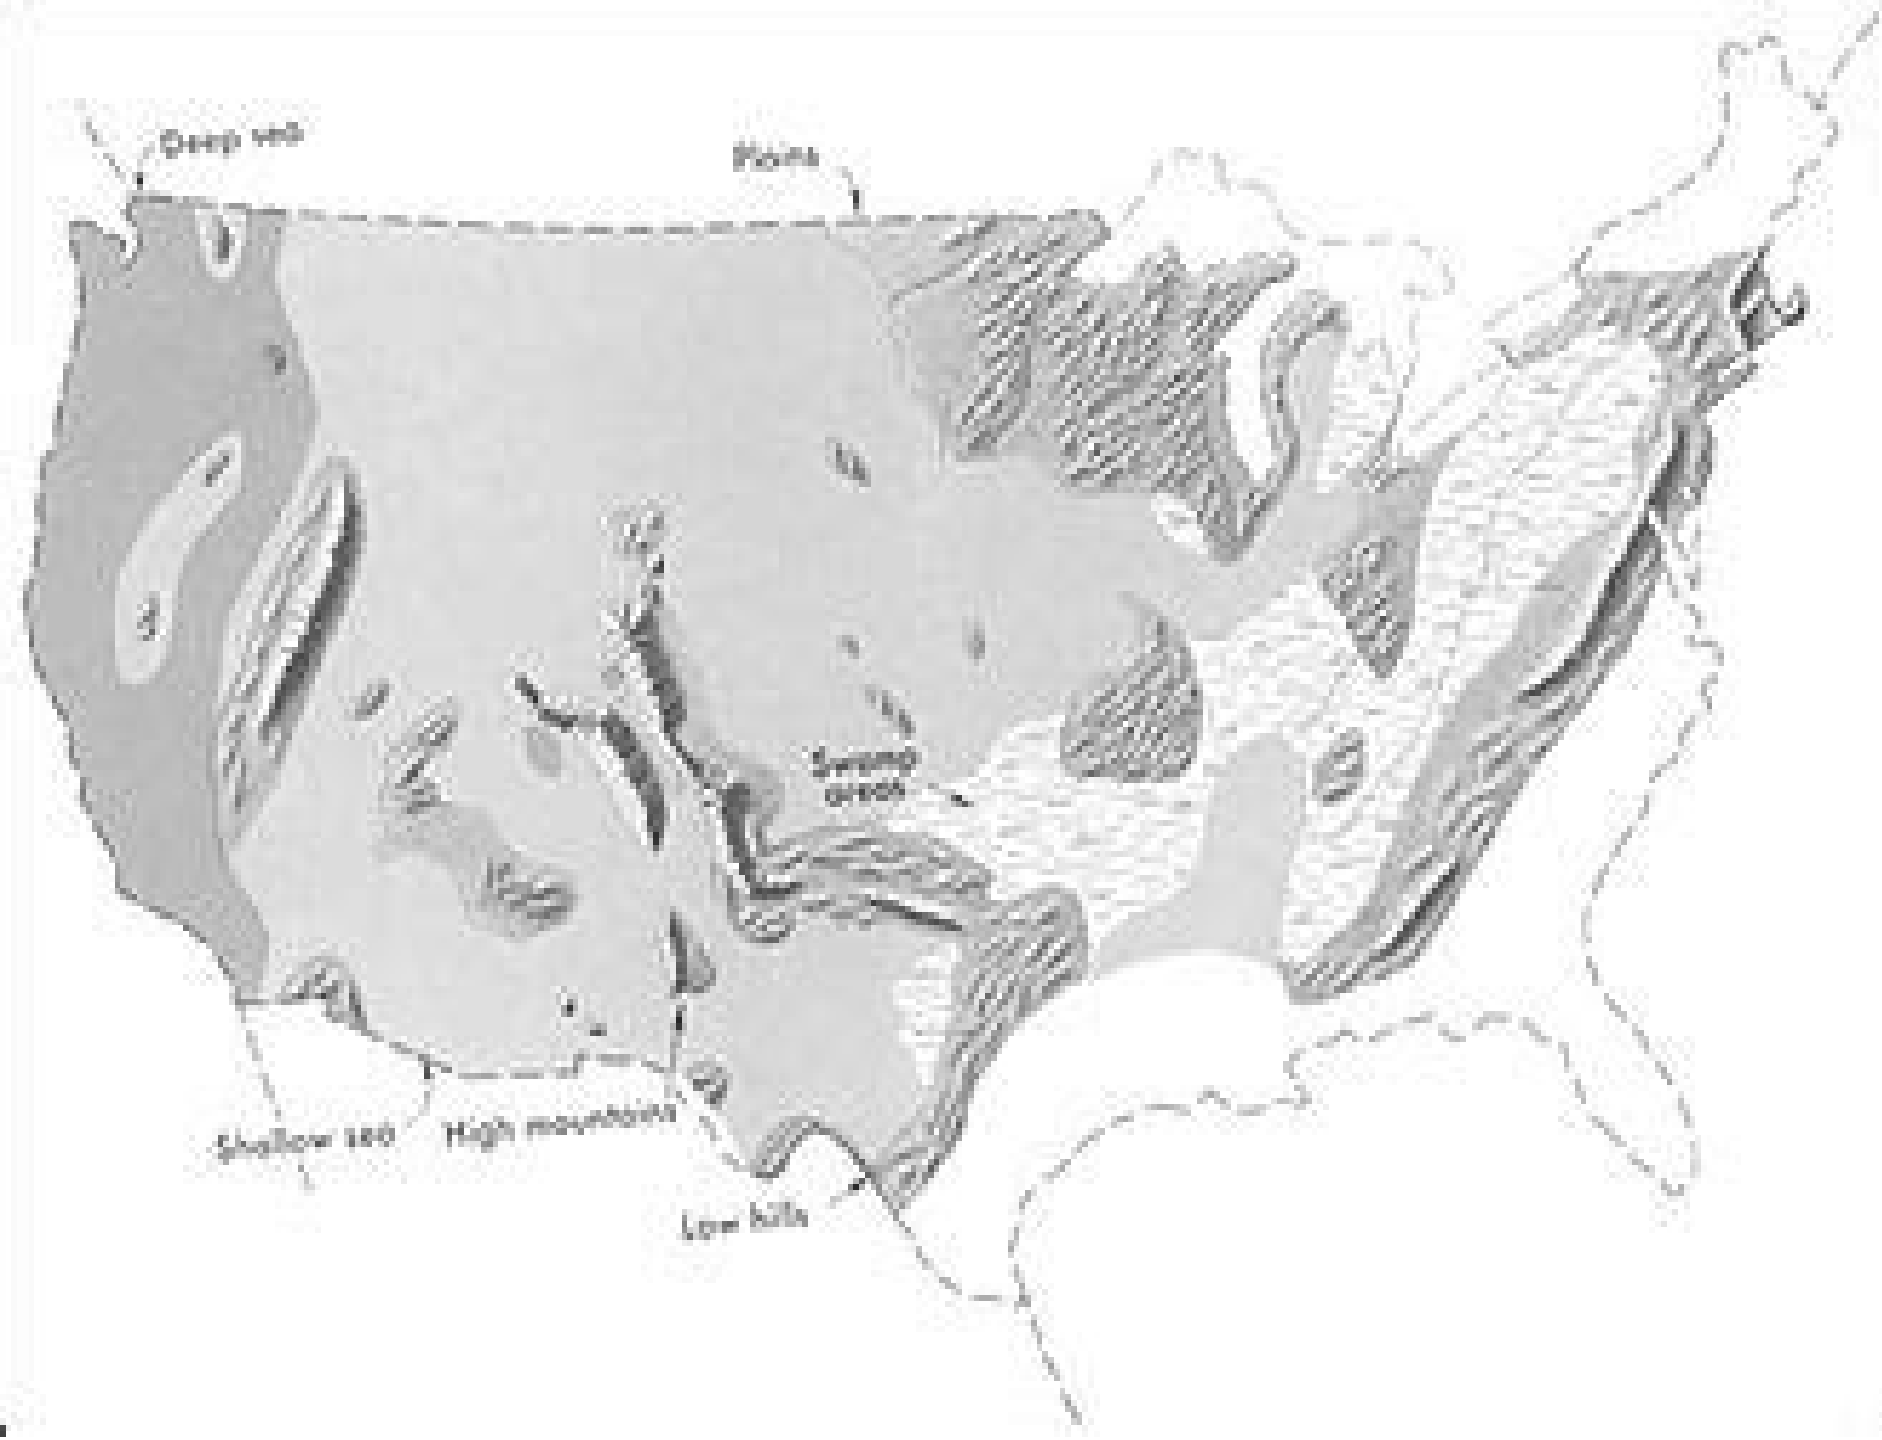 Deep sea
Plains
Swamp
areas
Shallow sea
High mountains
Low hills